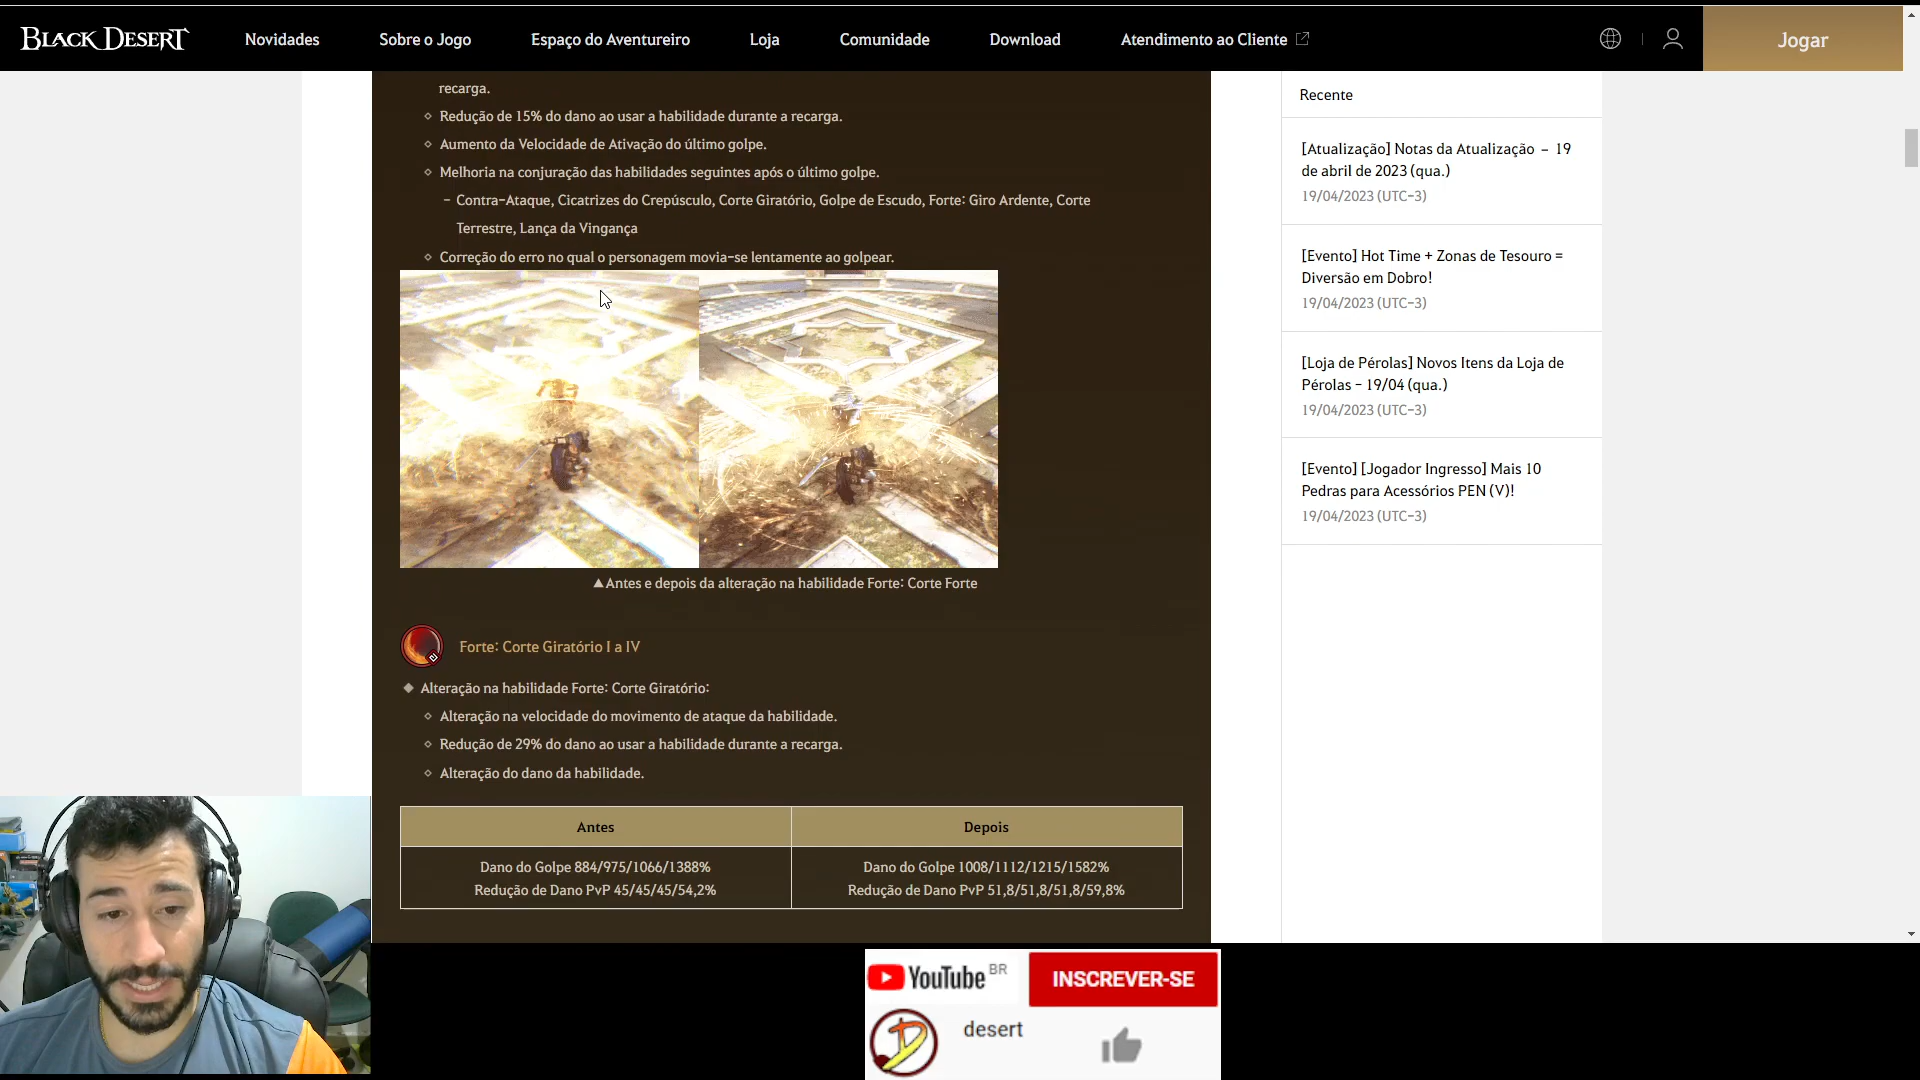 BLACK DESERT
Novidades
Sobre o Jogo
Espaço do Aventureiro
Loja
Comunidade
Download
Atendimento ao Cliente
Jogar
recarga.
Redução de 15% do dano ao usar a habilidade durante a recarga.
Aumento da Velocidade de Ativação do último golpe.
Melhoria na conjuração das habilidades seguintes após o último golpe.
– Contra-Ataque, Cicatrizes do Crepúsculo, Corte Giratório, Golpe de Escudo, Forte: Giro Ardente, Corte
Terrestre, Lança da Vingança
Correção do erro no qual o personagem movia-se lentamente ao golpear.
▲Antes e depois da alteração na habilidade Forte: Corte Forte
Forte: Corte Giratório I a IV
Alteração na habilidade Forte: Corte Giratório:
Alteração na velocidade do movimento de ataque da habilidade.
Redução de 29% do dano ao usar a habilidade durante a recarga.
Alteração do dano da habilidade.
Antes
Depois
Dano do Golpe 884/975/1066/1388%
Redução de Dano PvP 45/45/45/54,2%
Dano do Golpe 1008/1112/1215/1582%
Redução de Dano PvP 51,8/51,8/51,8/59,8%
Recente
[Atualização] Notas da Atualização – 19
de abril de 2023 (qua.)
19/04/2023 (UTC-3)
[Evento] Hot Time + Zonas de Tesouro =
Diversão em Dobro!
19/04/2023 (UTC-3)
[Loja de Pérolas] Novos Itens da Loja de
Pérolas - 19/04 (qua.)
19/04/2023 (UTC-3)
[Evento] [Jogador Ingresso] Mais 10
Pedras para Acessórios PEN (V)!
19/04/2023 (UTC-3)
YouTube BR
INSCREVER-SE
desert